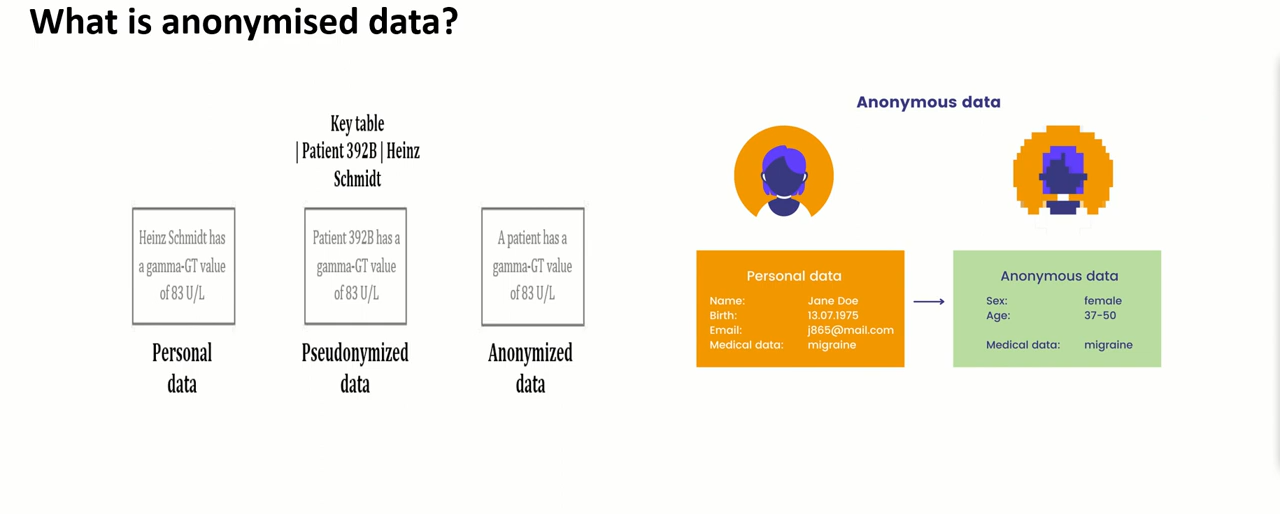 What is anonymised data?
Key table
| Patient 392B | Heinz
Schmidt
Heinz Schmidt has
a gamma-GT value
of 83 U/L
Personal
data
Patient 392B has a
gamma-GT value
of 83 U/L
Pseudonymized
data
A patient has a
gamma-GT value
of 83 U/L
Anonymized
data
Anonymous data
Personal data
Name: Jane Doe
Birth: 13.07.1975
Email: j865@mail.com
Medical data: migraine
Anonymous data
Sex: female
Age: 37-50
Medical data: migraine